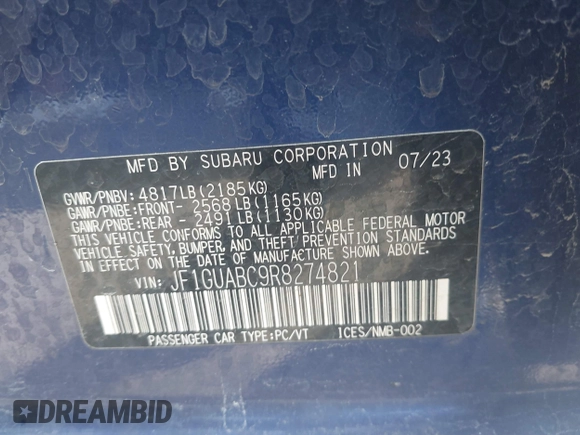 MFD BY SUBARU CORPORATION
MFD IN 07/23
GVWR/PNBV: 4817LB(2185KG)
GAWR/PNBE:FRONT- 2568LB(1165KG)
GAWR/PNBE:REAR - 2491LB(1130KG)
THIS VEHICLE CONFORMS TO ALL APPLICABLE FEDERAL MOTOR
VEHICLE SAFETY, BUMPER, AND THEFT PREVENTION STANDARDS
IN EFFECT ON THE DATE OF MANUFACTURE SHOWN ABOVE.
VIN: JF1GUABC9R8274821
PASSENGER CAR TYPE:PC/VT ICES/NMB-002
DREAMBID